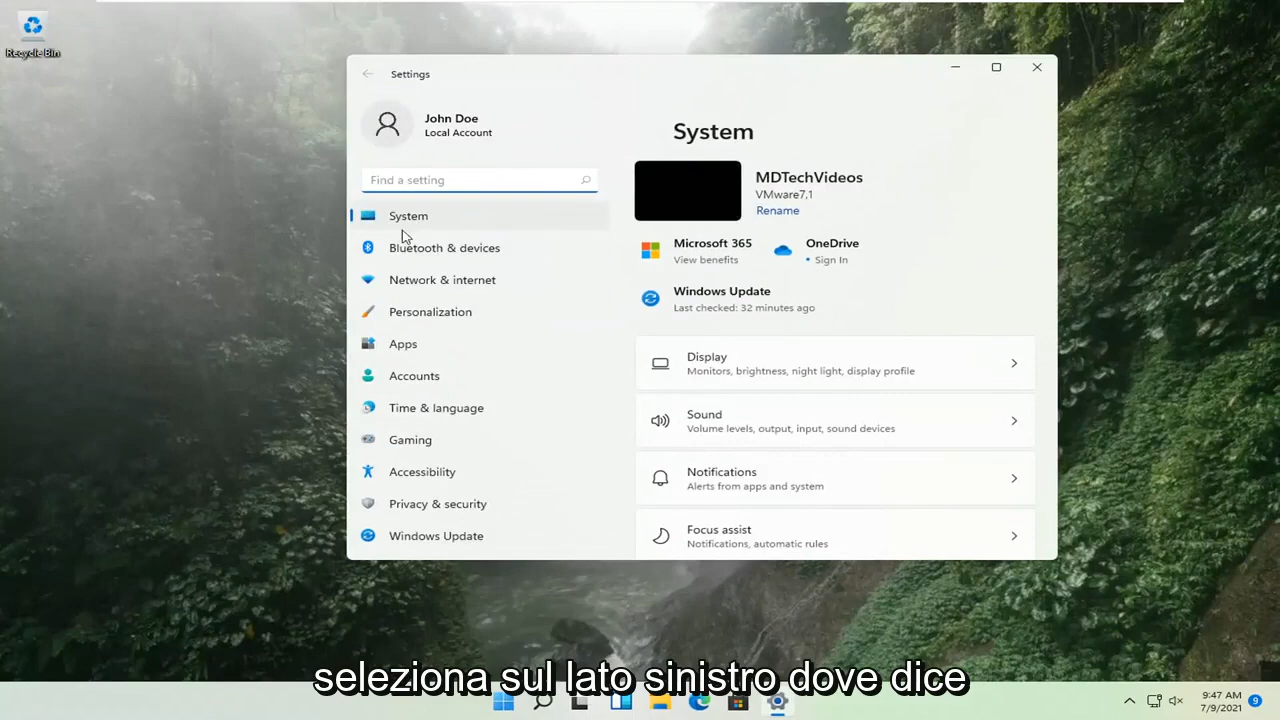 Recycle Bin
Settings
John Doe
Local Account
Find a setting
System
Bluetooth & devices
Network & internet
Personalization
Apps
Accounts
Time & language
Gaming
Accessibility
Privacy & security
Windows Update
System
MDTechVideos
VMware7,1
Rename
Microsoft 365
View benefits
OneDrive
• Sign In
Windows Update
Last checked: 32 minutes ago
Display
Monitors, brightness, night light, display profile
Sound
Volume levels, output, input, sound devices
Notifications
Alerts from apps and system
Focus assist
Notifications, automatic rules
seleziona sul lato sinistro dove dice
9:47 AM
7/9/2021
9